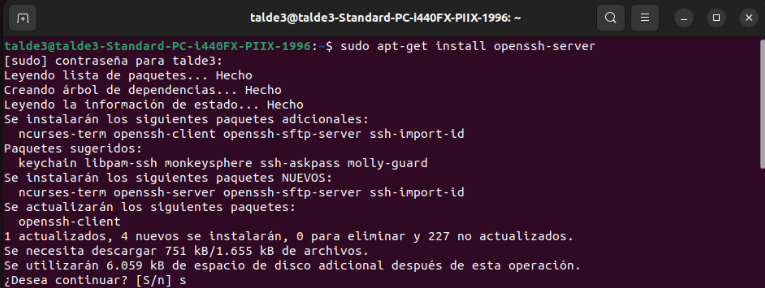 talde3@talde3-Standard-PC-i440FX-PIIX-1996: ~
talde3@talde3-Standard-PC-i440FX-PIIX-1996:~$ sudo apt-get install openssh-server
[sudo] contraseña para talde3:
Leyendo lista de paquetes... Hecho
Creando árbol de dependencias... Hecho
Leyendo la información de estado... Hecho
Se instalarán los siguientes paquetes adicionales:
  ncurses-term openssh-client openssh-sftp-server ssh-import-id
Paquetes sugeridos:
  keychain libpam-ssh monkeysphere ssh-askpass molly-guard
Se instalarán los siguientes paquetes NUEVOS:
  ncurses-term openssh-server openssh-sftp-server ssh-import-id
Se actualizarán los siguientes paquetes:
  openssh-client
1 actualizados, 4 nuevos se instalarán, 0 para eliminar y 227 no actualizados.
Se necesita descargar 751 kB/1.655 kB de archivos.
Se utilizarán 6.059 kB de espacio de disco adicional después de esta operación.
¿Desea continuar? [S/n] s